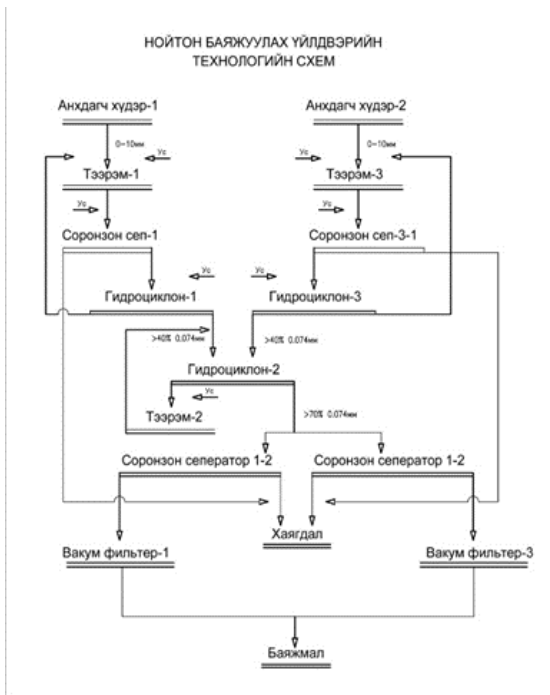 НОЙТОН БАЯЖУУЛАХ ҮЙЛДВЭРИЙН
ТЕХНОЛОГИЙН СХЕМ
Анхдагч хүдэр-1
Анхдагч хүдэр-2
0-10мм
0-10мм
Ус
Ус
Тээрэм-1
Тээрэм-3
Ус
Ус
Соронзон сеп-1
Соронзон сеп-3-1
Ус
Ус
Гидроциклон-1
Гидроциклон-3
>40% 0,074мм
>40% 0,074мм
Гидроциклон-2
Ус
Тээрэм-2
>70% 0,074мм
Соронзон сеператор 1-2
Соронзон сеператор 1-2
Хаягдал
Вакум фильтер-1
Вакум фильтер-3
Баяжмал